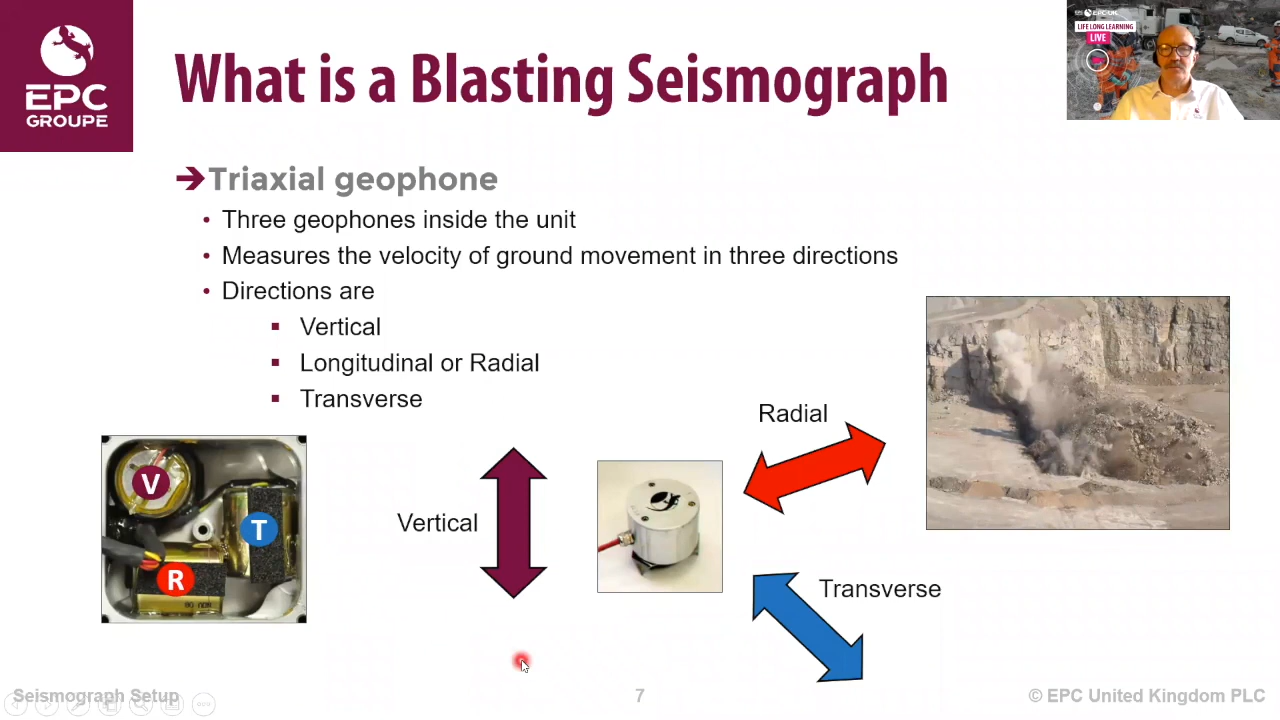 EPC
GROUPE
What is a Blasting Seismograph
EPC-UK
LIFE LONG LEARNING
LIVE
Triaxial geophone
• Three geophones inside the unit
• Measures the velocity of ground movement in three directions
• Directions are
▪ Vertical
▪ Longitudinal or Radial
▪ Transverse
Radial
V
T
R
Vertical
Transverse
Seismograph Setup
7
© EPC United Kingdom PLC